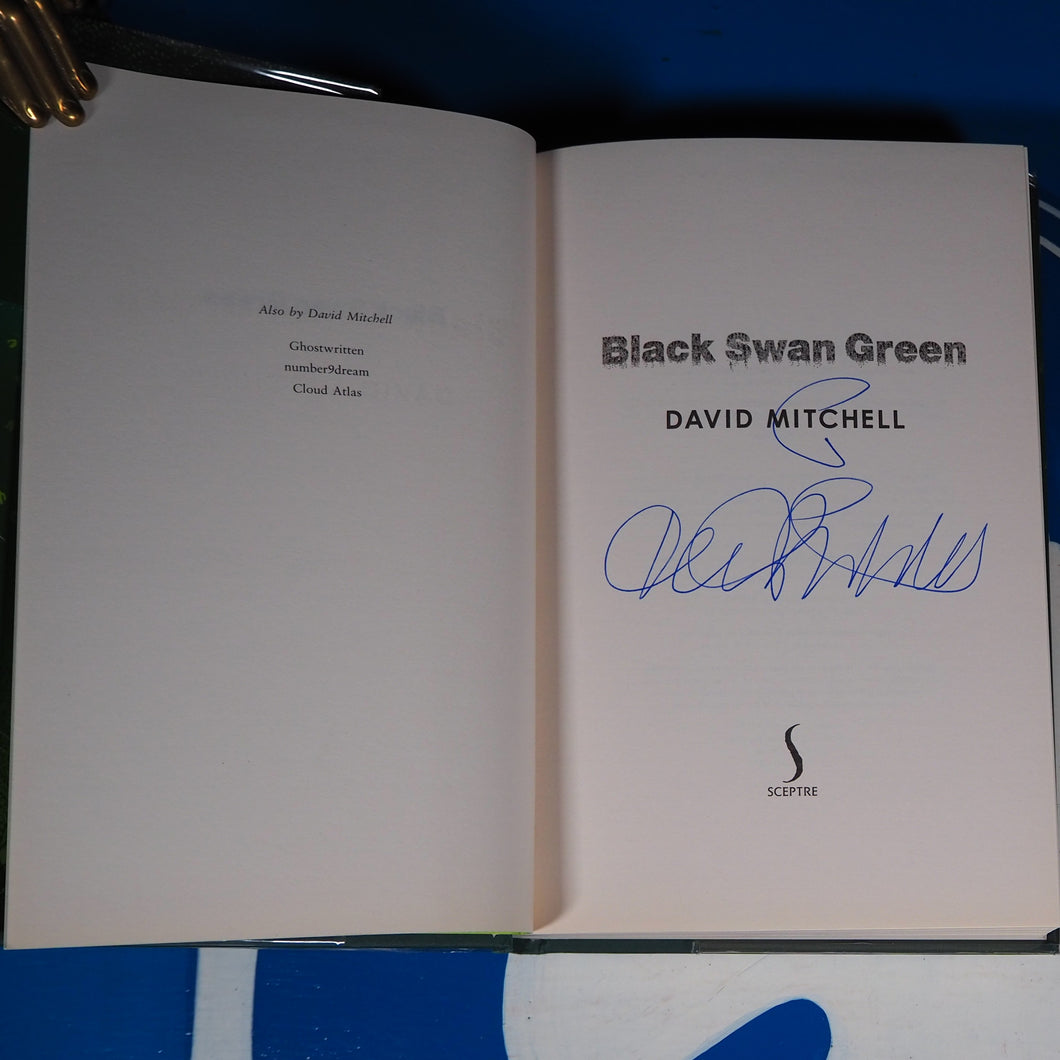 Also by David Mitchell
Ghostwritten
number9dream
Cloud Atlas
Black Swan Green
DAVID MITCHELL
SCEPTRE